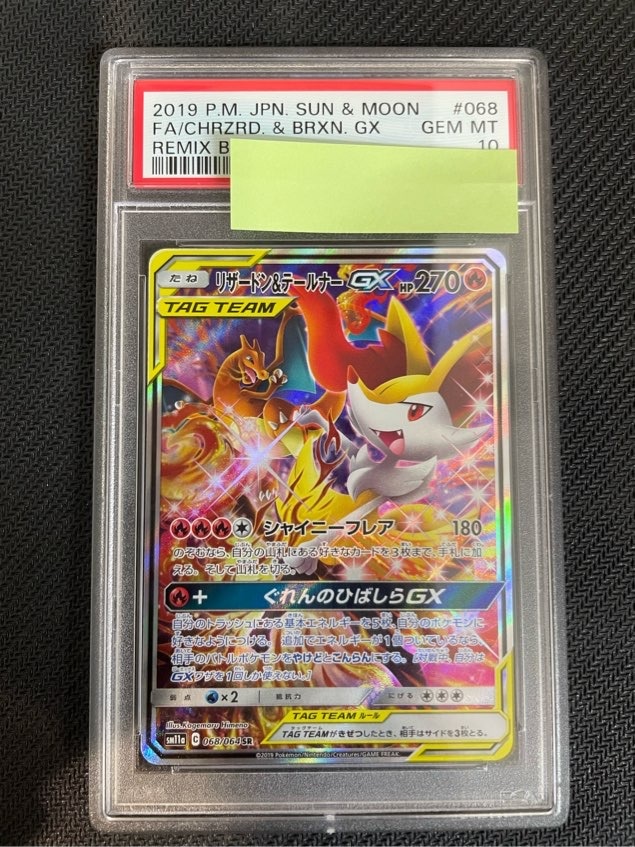 2019 P.M. JPN. SUN & MOON #068
FA/CHRZRD. & BRXN. GX GEM MT
REMIX B 10
たね リザードン&テールナーGX HP270
TAG TEAM
シャイニーフレア 180
のぞむなら、自分の山札にある好きなカードを3枚まで、手札に加
える。そして山札を切る。
+ ぐれんのひばしらGX
自分のトラッシュにある基本エネルギーを5枚、自分のポケモンに
好きなようにつける。追加でエネルギーが1個ついているなら、
相手のバトルポケモンをやけどとこんらんにする。[対戦中、自分は
GXワザを1回しか使えない。]
弱点 ×2 抵抗力 にげる
Illus. Kagemaru Himeno
TAG TEAM ルール
TAG TEAMがきぜつしたとき、相手はサイドを3枚とる。
sm11a C 068/064 SR
©2019 Pokémon/Nintendo/Creatures/GAME FREAK.